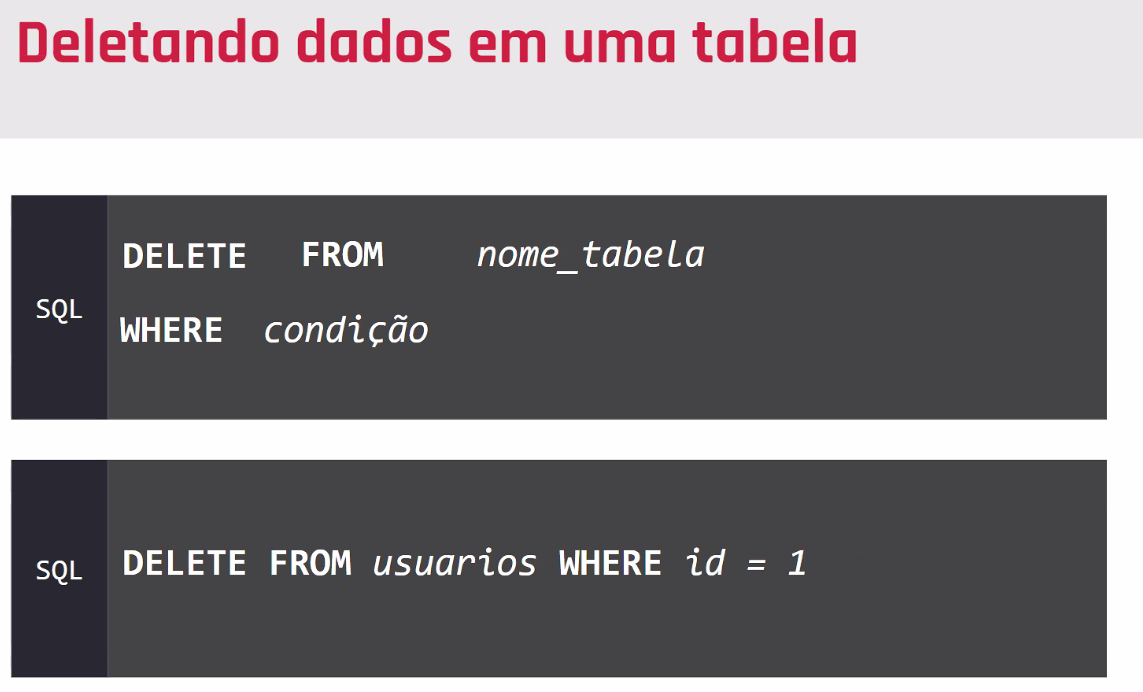 Deletando dados em uma tabela
SQL
DELETE FROM nome_tabela
WHERE condição
SQL
DELETE FROM usuarios WHERE id = 1